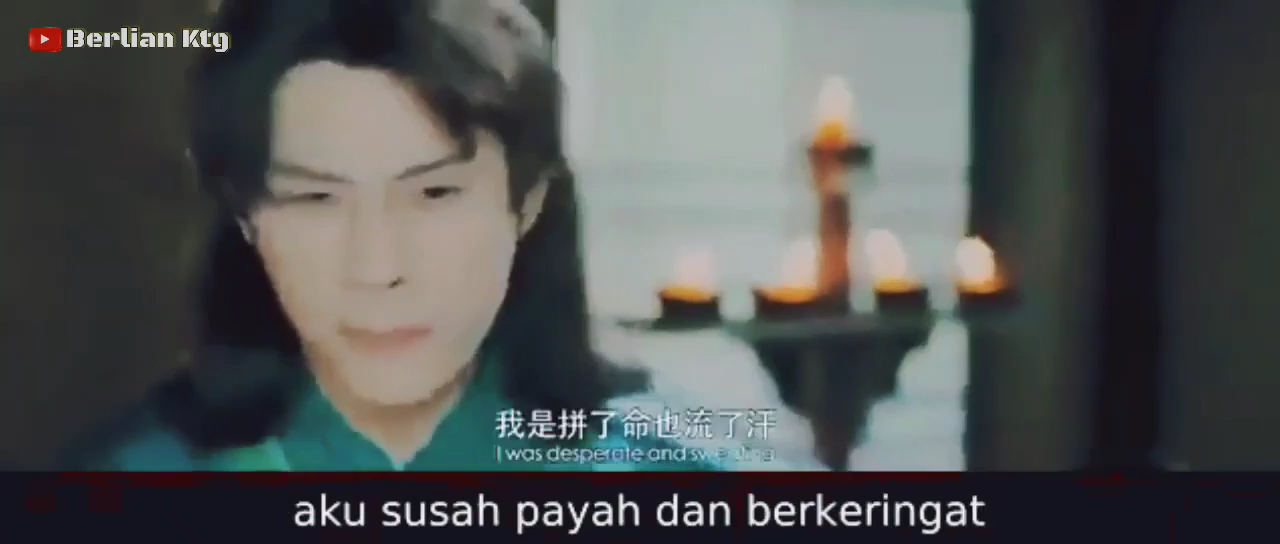 Berlian Ktg
我是拼了命也流了汗
I was desperate and sweating
aku susah payah dan berkeringat